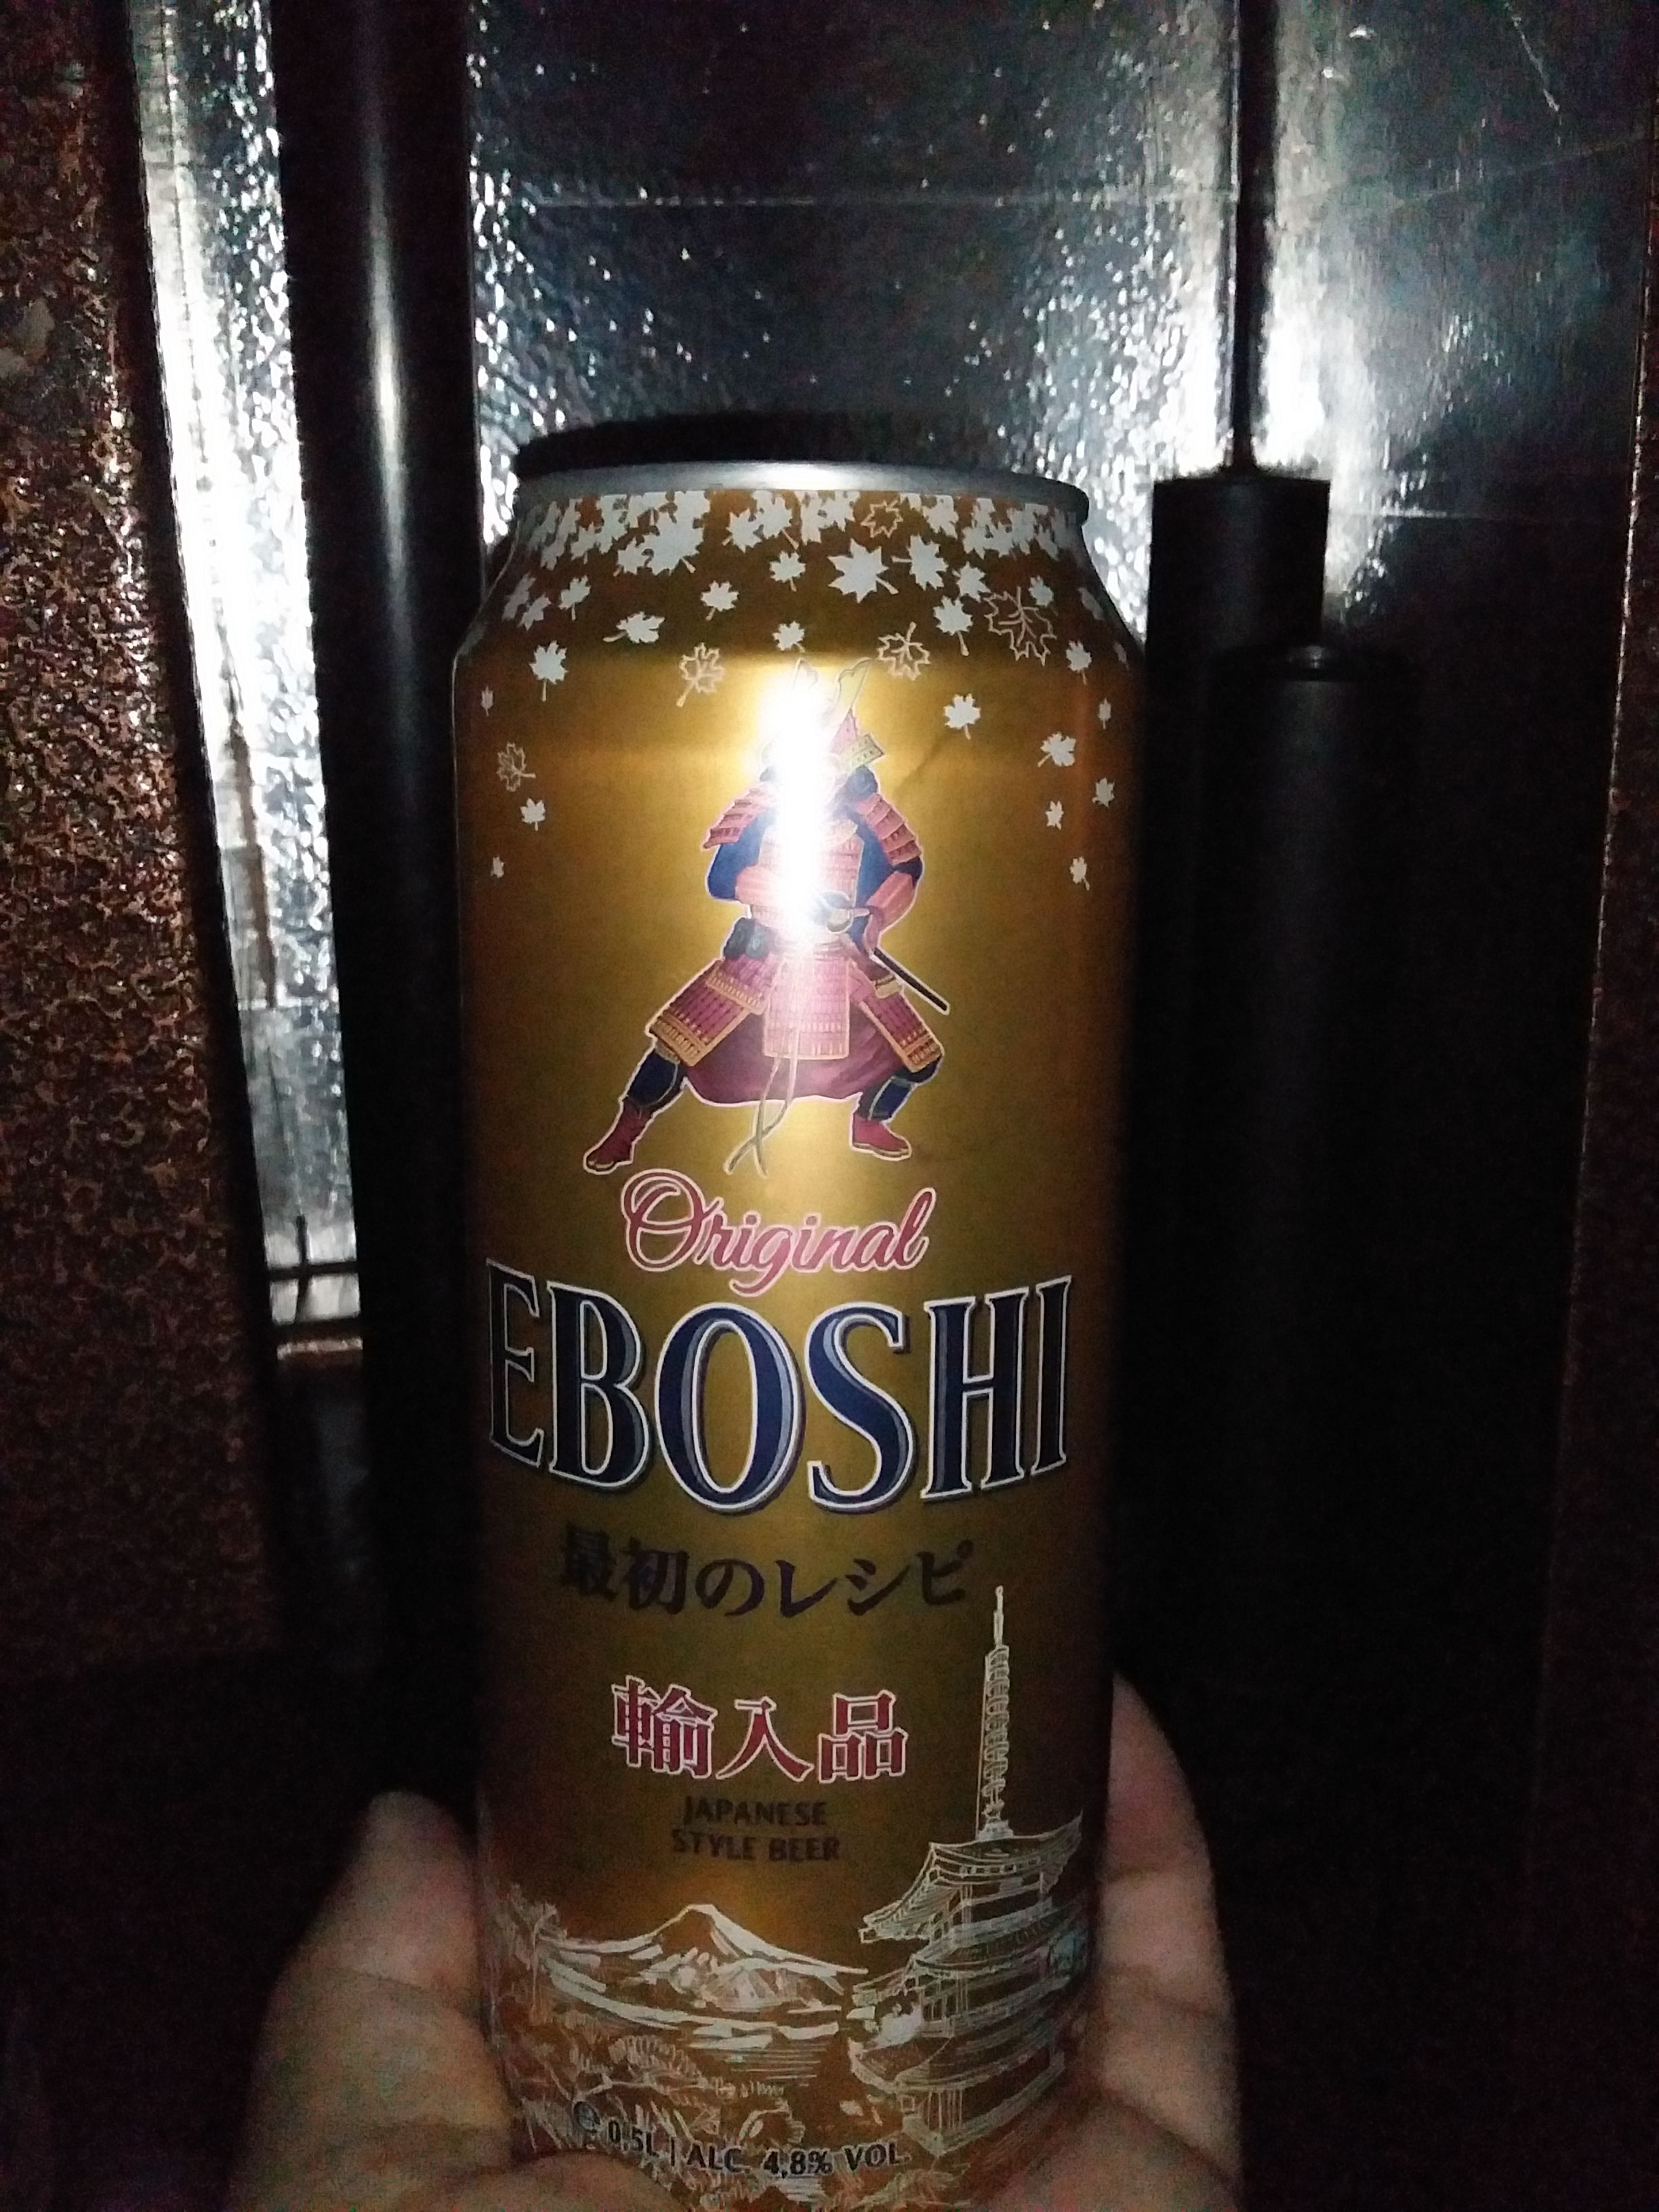 Original
EBOSHI
最初のレシピ
輸入品
JAPANESE
STYLE BEER
e 0,5L | ALC. 4,8% VOL.